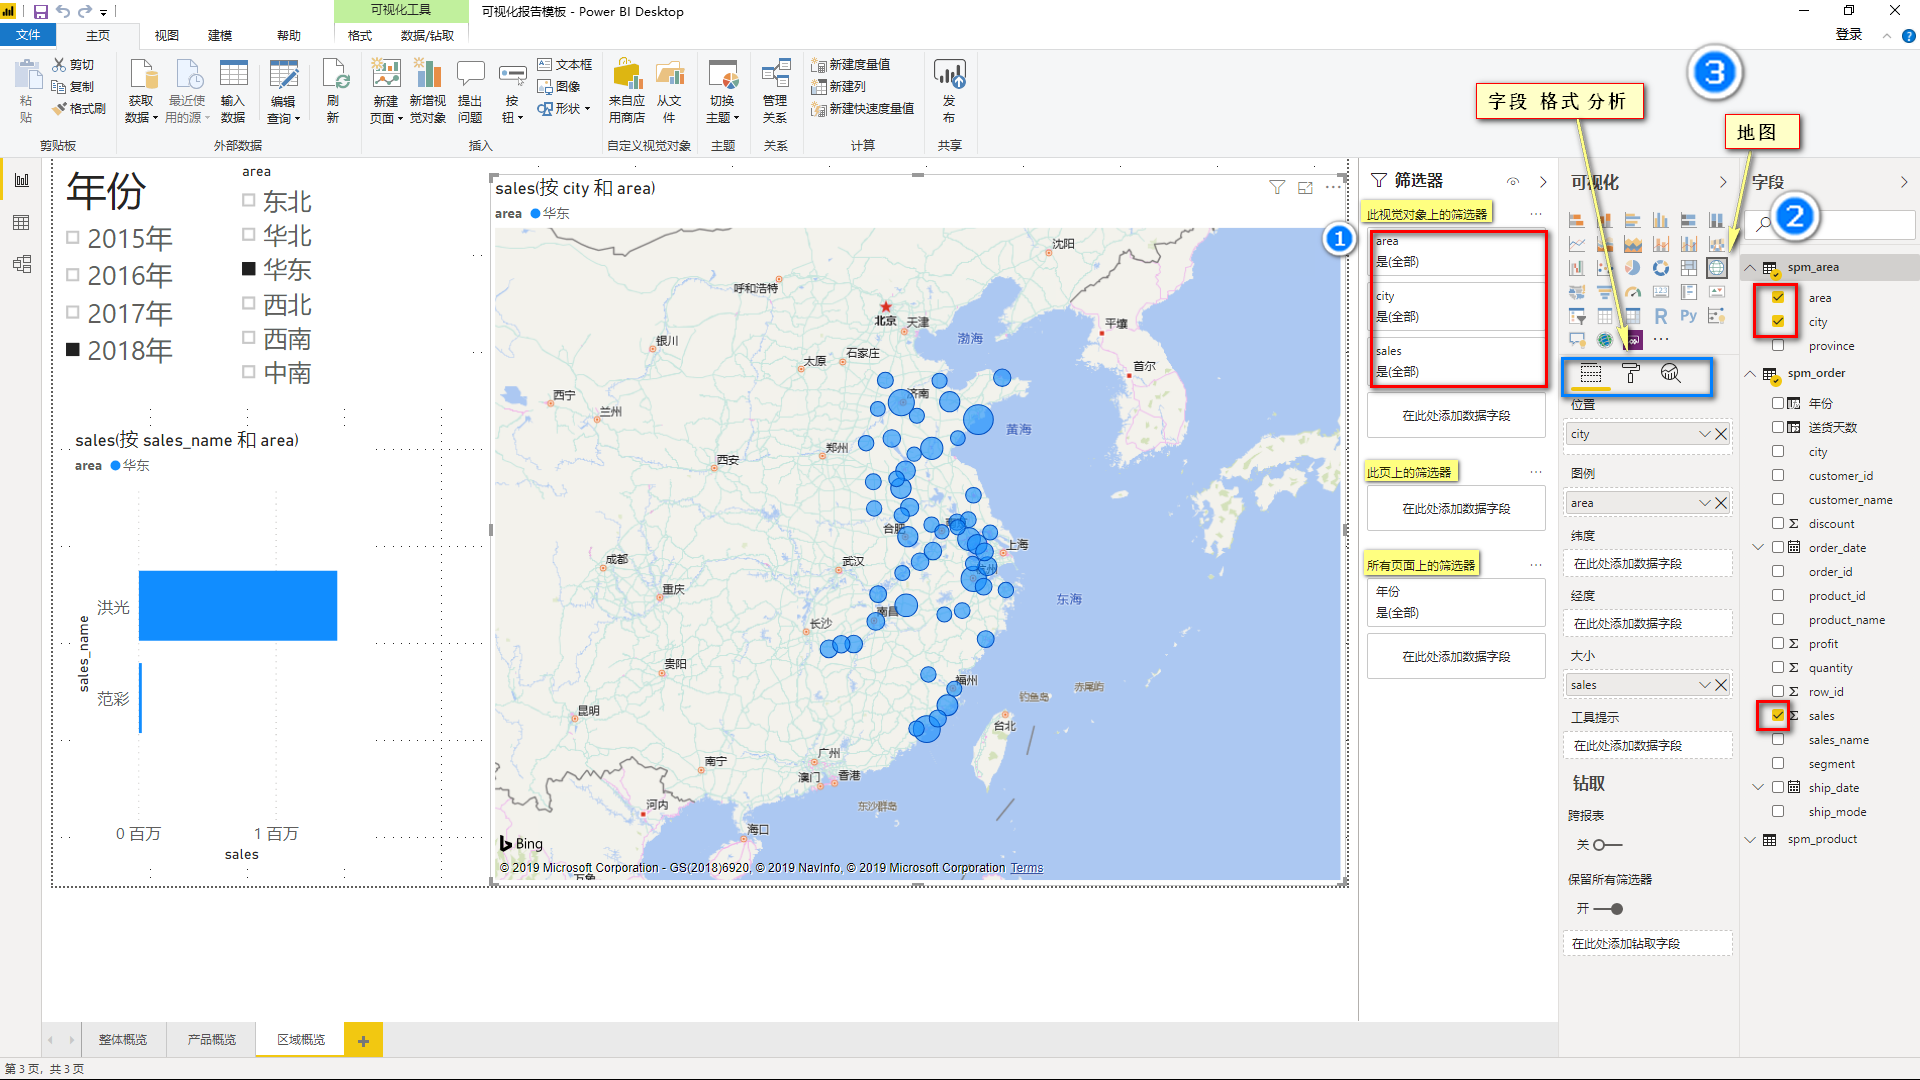 可视化工具
可视化报告模板 - Power BI Desktop
文件
主页
视图
建模
帮助
格式
数据/钻取
登录
粘贴
剪切
复制
格式刷
剪贴板
获取数据
最近使用的源
输入数据
外部数据
编辑查询
刷新
新建页面
新增视觉对象
提出问题
按钮
文本框
图像
形状
插入
来自应用商店
从文件
自定义视觉对象
切换主题
主题
管理关系
关系
新建度量值
新建列
新建快速度量值
计算
发布
共享
3
字段 格式 分析
地图
年份
2015年
2016年
2017年
2018年
area
东北
华北
华东
西北
西南
中南
sales(按 sales_name 和 area)
area 华东
sales_name
洪光
范彩
0 百万
1 百万
sales
sales(按 city 和 area)
area 华东
沈阳
呼和浩特
北京
天津
平壤
渤海
银川
石家庄
太原
首尔
西宁
济南
兰州
黄海
郑州
西安
合肥
上海
成都
武汉
杭州
重庆
东海
南昌
长沙
贵阳
福州
钓鱼岛
赤尾屿
昆明
台北
广州
南宁
澳门
香港
河内
东沙群岛
海口
万象
Bing
© 2019 Microsoft Corporation - GS(2018)6920, © 2019 NavInfo, © 2019 Microsoft Corporation Terms
筛选器
此视觉对象上的筛选器
1
area
是(全部)
city
是(全部)
sales
是(全部)
在此处添加数据字段
此页上的筛选器
在此处添加数据字段
所有页面上的筛选器
年份
是(全部)
在此处添加数据字段
可视化
R
Py
位置
city
图例
area
纬度
在此处添加数据字段
经度
在此处添加数据字段
大小
sales
工具提示
在此处添加数据字段
钻取
跨报表
关
保留所有筛选器
开
在此处添加钻取字段
字段
2
spm_area
area
city
province
spm_order
年份
送货天数
city
customer_id
customer_name
Σ discount
order_date
order_id
product_id
product_name
Σ profit
Σ quantity
Σ row_id
Σ sales
sales_name
segment
ship_date
ship_mode
spm_product
整体概览
产品概览
区域概览
第 3 页，共 3 页